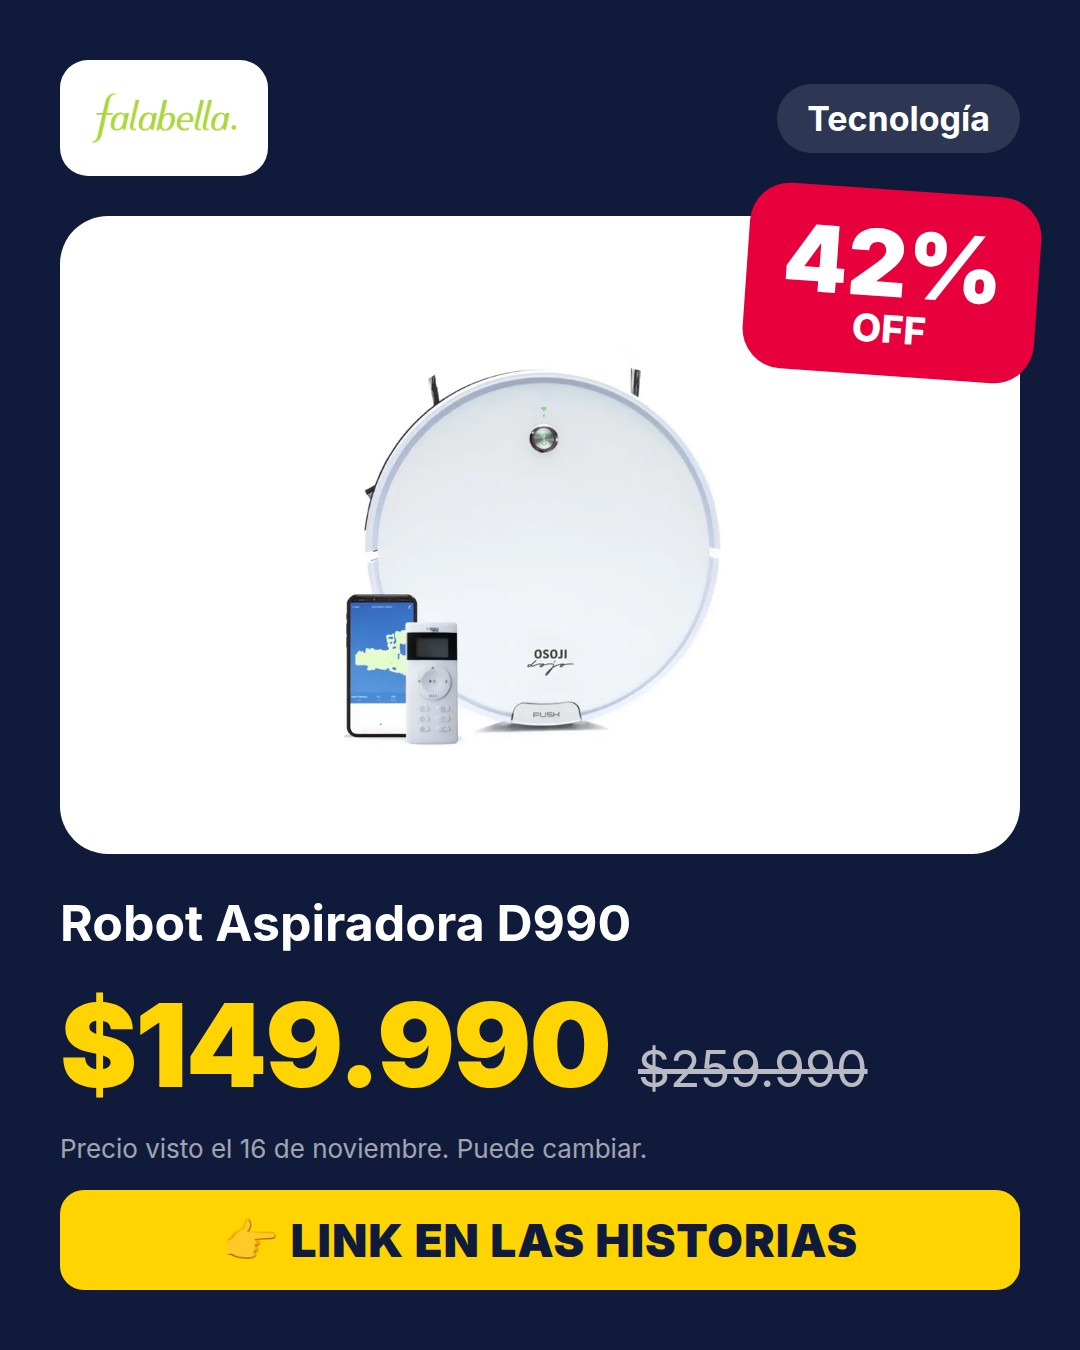 falabella.
Tecnología
42%
OFF
OSOJI
dojo
PUSH
Robot Aspiradora D990
$149.990 $259.990
Precio visto el 16 de noviembre. Puede cambiar.
👉 LINK EN LAS HISTORIAS